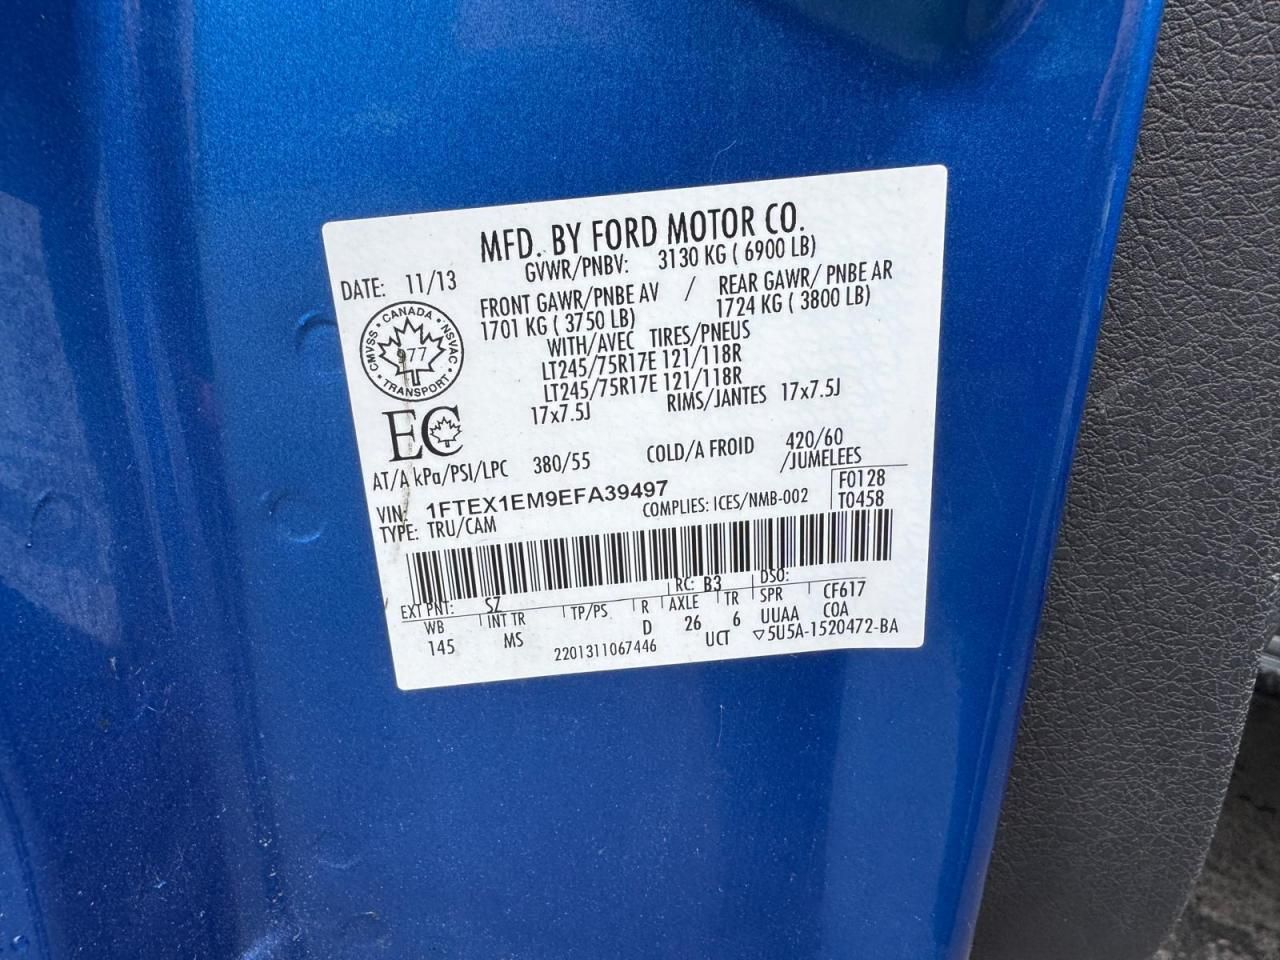 MFD. BY FORD MOTOR CO.
DATE: 11/13
GVWR/PNBV: 3130 KG ( 6900 LB)
FRONT GAWR/PNBE AV / REAR GAWR/ PNBE AR
1701 KG ( 3750 LB) 1724 KG ( 3800 LB)
WITH/AVEC TIRES/PNEUS
LT245/75R17E 121/118R
LT245/75R17E 121/118R
17x7.5J RIMS/JANTES 17x7.5J
CANADA
CMVSS NSVAC
977
TRANSPORT
EC
AT/A kPa/PSI/LPC 380/55 COLD/A FROID 420/60
/JUMELEES
VIN: 1FTEX1EM9EFA39497 F0128
TYPE: TRU/CAM COMPLIES: ICES/NMB-002 T0458
EXT PNT: SZ RC: B3 DSO:
WB INT TR TP/PS R AXLE TR SPR CF617
145 MS D 26 6 UUAA COA
2201311067446 UCT ▽5U5A-1520472-BA